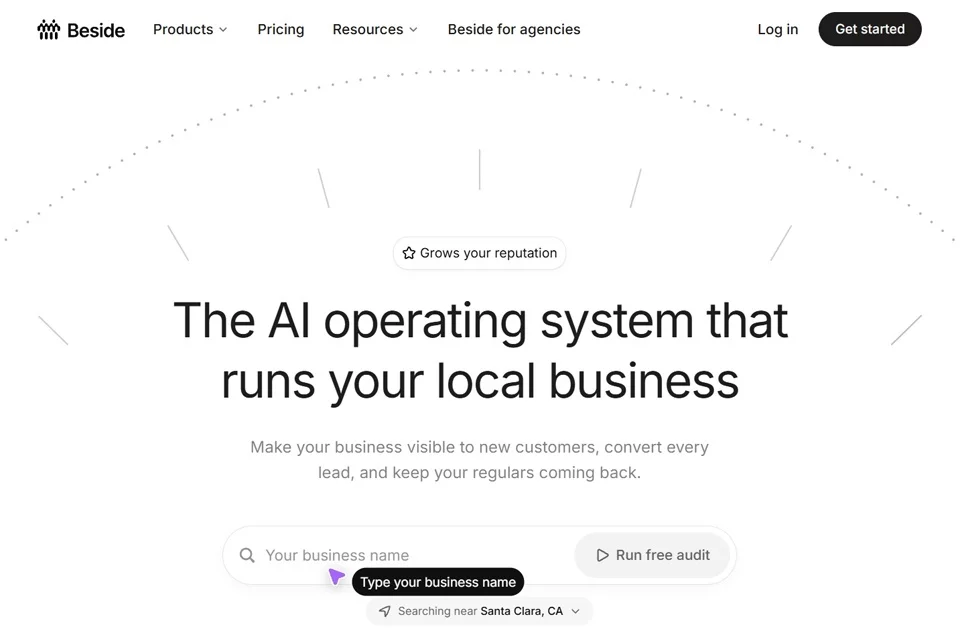 Beside
Products
Pricing
Resources
Beside for agencies
Log in
Get started
Grows your reputation
The AI operating system that
runs your local business
Make your business visible to new customers, convert every
lead, and keep your regulars coming back.
Your business name
Run free audit
Type your business name
Searching near Santa Clara, CA